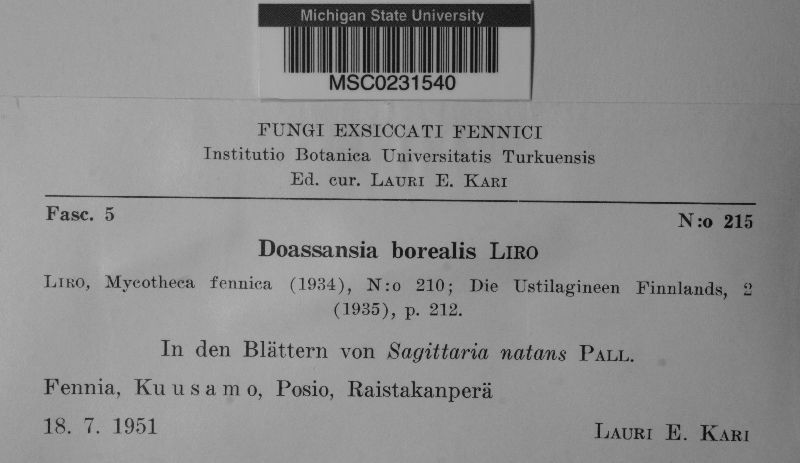 Michigan State University
MSC0231540
FUNGI EXSICCATI FENNICI
Institutio Botanica Universitatis Turkuensis
Ed. cur. LAURI E. KARI
Fasc. 5 N:o 215
Doassansia borealis LIRO
LIRO, Mycotheca fennica (1934), N:o 210; Die Ustilagineen Finnlands, 2
(1935), p. 212.
In den Blättern von Sagittaria natans PALL.
Fennia, Kuusamo, Posio, Raistakanperä
18. 7. 1951 LAURI E. KARI